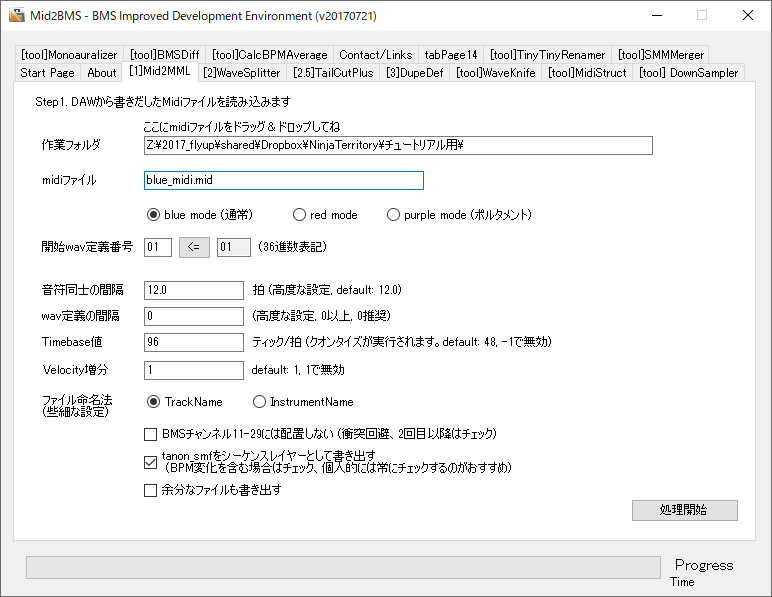 Mid2BMS - BMS Improved Development Environment (v20170721)
[tool]Monoauralizer [tool]BMSDiff [tool]CalcBPMAverage Contact/Links tabPage14 [tool]TinyTinyRenamer [tool]SMMMerger
Start Page About [1]Mid2MML [2]WaveSplitter [2.5]TailCutPlus [3]DupeDef [tool]WaveKnife [tool]MidiStruct [tool] DownSampler
Step1. DAWから書きだしたMidiファイルを読み込みます
ここにmidiファイルをドラッグ＆ドロップしてね
作業フォルダ Z:¥2017_flyup¥shared¥Dropbox¥NinjaTerritory¥チュートリアル用¥
midiファイル blue_midi.mid
blue mode (通常) red mode purple mode (ポルタメント)
開始wav定義番号 01 <= 01 (36進数表記)
音符同士の間隔 12.0 拍 (高度な設定, default: 12.0)
wav定義の間隔 0 (高度な設定, 0以上, 0推奨)
Timebase値 96 ティック/拍 (クオンタイズが実行されます。default: 48, -1で無効)
Velocity増分 1 default: 1, 1で無効
ファイル命名法 TrackName InstrumentName
(些細な設定)
BMSチャンネル11-29には配置しない (衝突回避、2回目以降はチェック)
tanon_smfをシーケンスレイヤーとして書き出す
(BPM変化を含む場合はチェック、個人的には常にチェックするのがおすすめ)
余分なファイルも書き出す
処理開始
Progress
Time